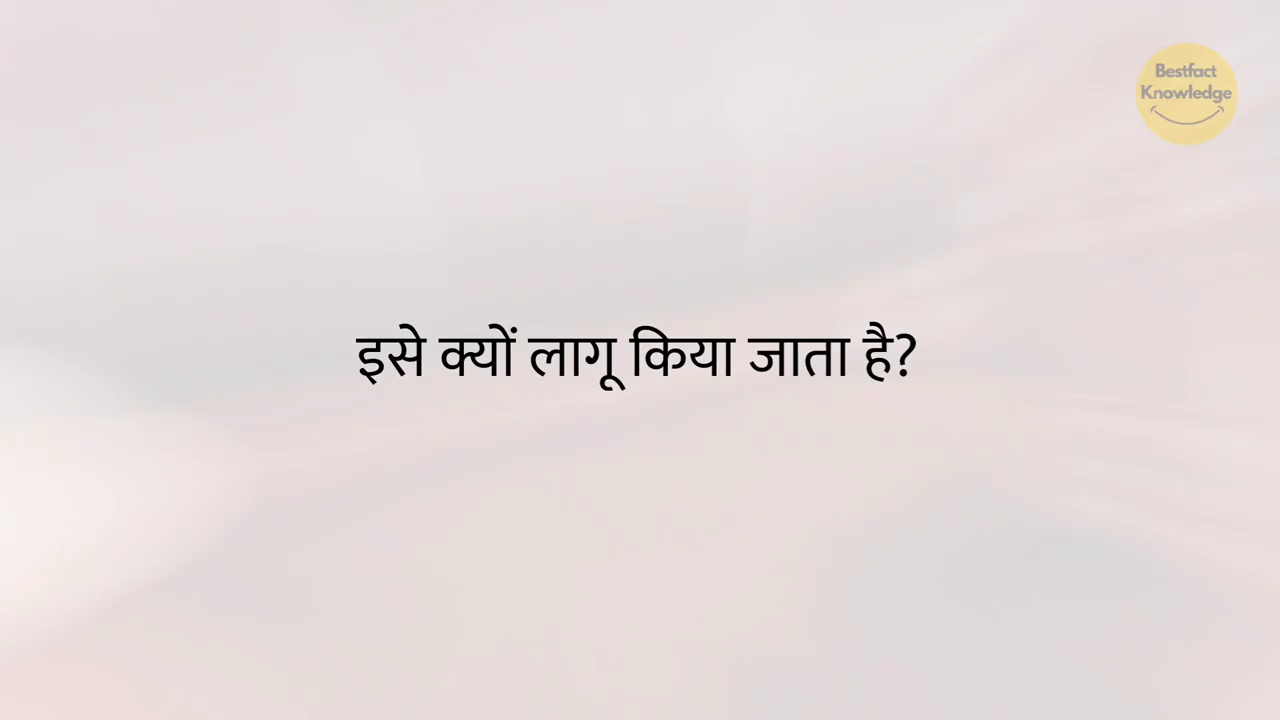 Bestfact
Knowledge
इसे क्यों लागू किया जाता है?